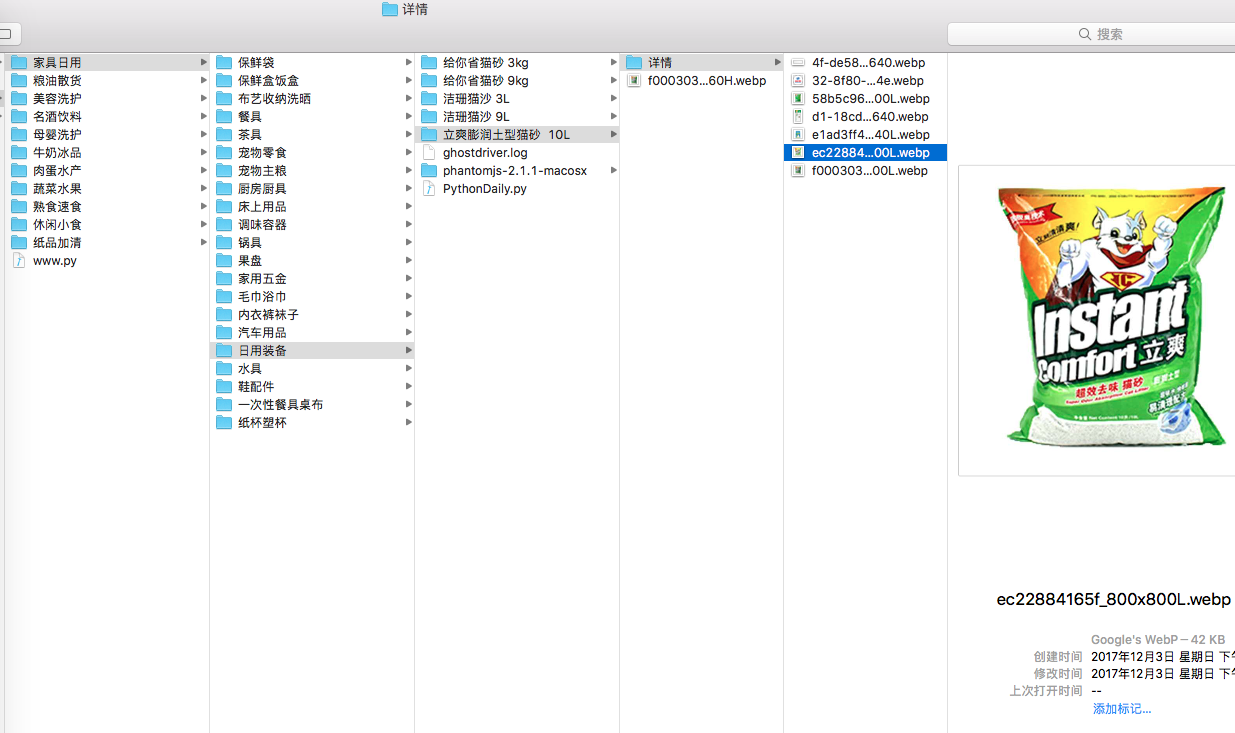 详情
搜索
家具日用
粮油散货
美容洗护
名酒饮料
母婴洗护
牛奶冰品
肉蛋水产
蔬菜水果
熟食速食
休闲小食
纸品加清
www.py
保鲜袋
保鲜盒饭盒
布艺收纳洗晒
餐具
茶具
宠物零食
宠物主粮
厨房厨具
床上用品
调味容器
锅具
果盘
家用五金
毛巾浴巾
内衣裤袜子
汽车用品
日用装备
水具
鞋配件
一次性餐具桌布
纸杯塑杯
给你省猫砂 3kg
给你省猫砂 9kg
洁珊猫沙 3L
洁珊猫沙 9L
立爽膨润土型猫砂 10L
ghostdriver.log
phantomjs-2.1.1-macosx
PythonDaily.py
详情
f000303...60H.webp
4f-de58...640.webp
32-8f80-...4e.webp
58b5c96...00L.webp
d1-18cd...640.webp
e1ad3ff4...40L.webp
ec22884...00L.webp
f000303...00L.webp
立刻清爽!
Instant
Comfort 立爽
超效去味 猫砂
易清理配方
ec22884165f_800x800L.webp
Google's WebP – 42 KB
创建时间 2017年12月3日 星期日 下
修改时间 2017年12月3日 星期日 下
上次打开时间 --
添加标记...